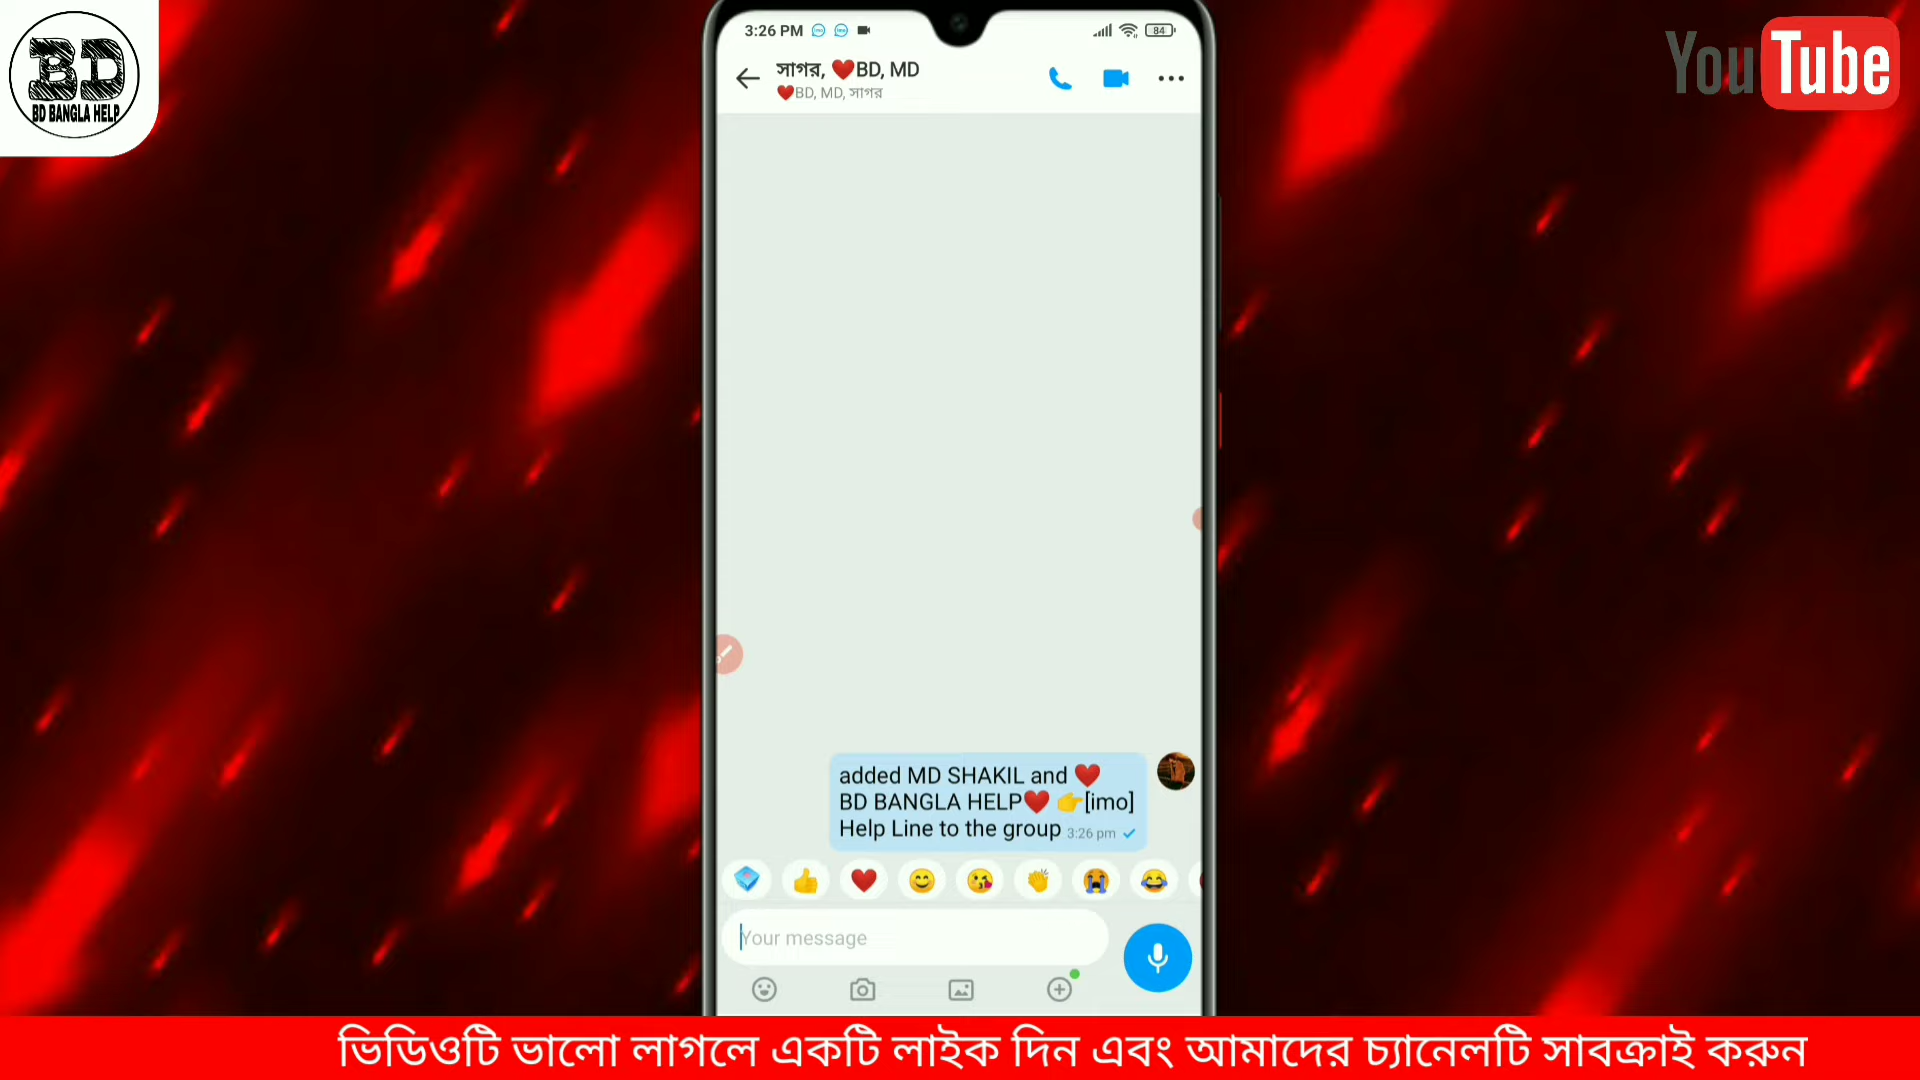 BD
BD BANGLA HELP
YouTube
3:26 PM
84
সাগর, ❤️BD, MD
❤️BD, MD, সাগর
added MD SHAKIL and ❤️
BD BANGLA HELP❤️ 👉[imo]
Help Line to the group 3:26 pm
Your message
ভিডিওটি ভালো লাগলে একটি লাইক দিন এবং আমাদের চ্যানেলটি সাবক্রাই করুন